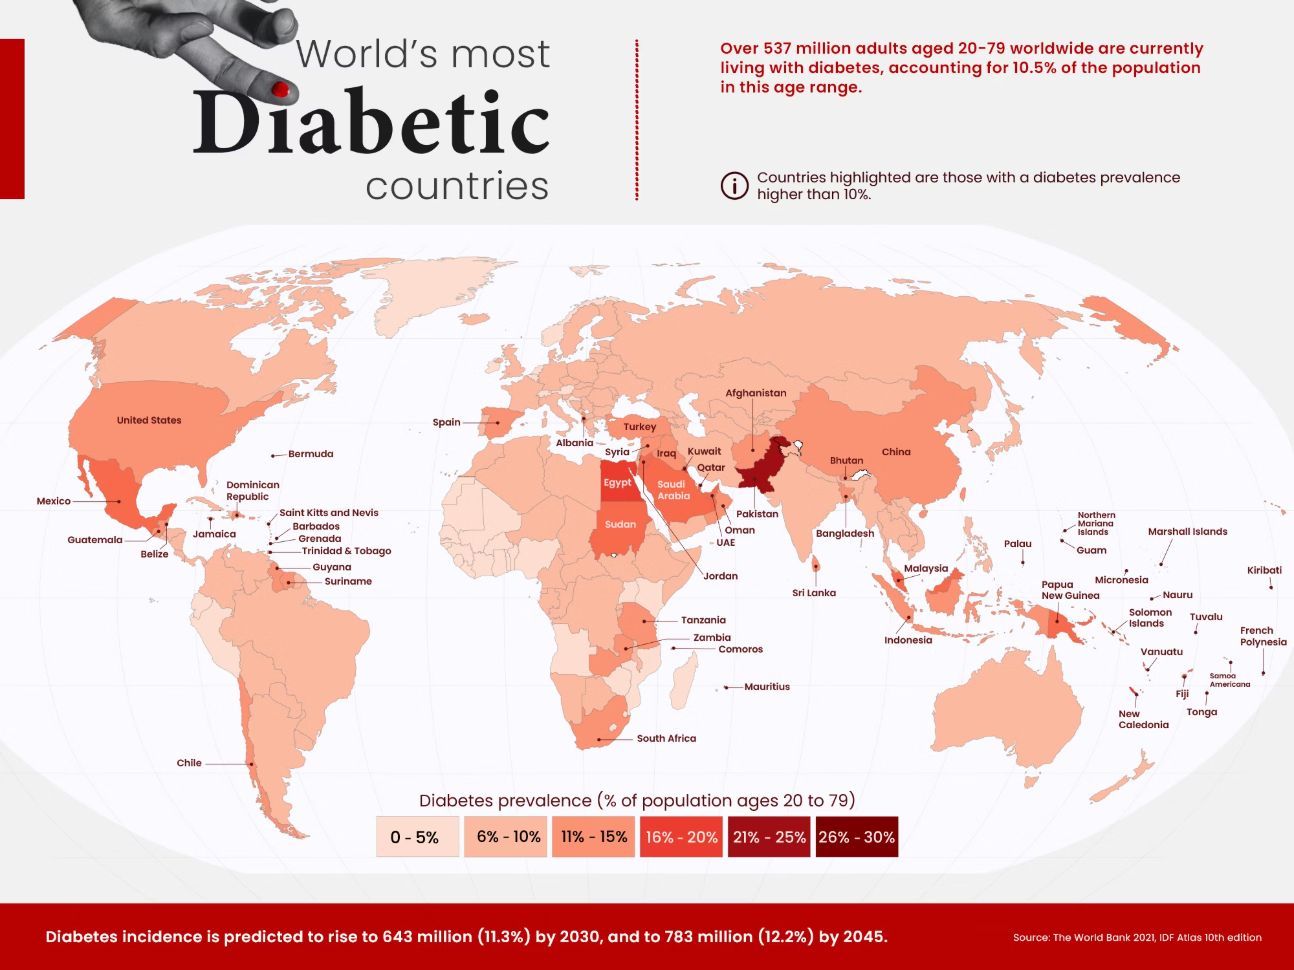 World's most
Diabetic
countries
Over 537 million adults aged 20-79 worldwide are currently
living with diabetes, accounting for 10.5% of the population
in this age range.
Countries highlighted are those with a diabetes prevalence
higher than 10%.
United States
Bermuda
Mexico
Dominican
Republic
Saint Kitts and Nevis
Barbados
Grenada
Trinidad & Tobago
Guatemala
Belize
Jamaica
Guyana
Suriname
Chile
Spain
Albania
Turkey
Syria
Iraq
Kuwait
Qatar
Afghanistan
Egypt
Saudi
Arabia
Sudan
Pakistan
Oman
UAE
Jordan
Bhutan
China
Bangladesh
Sri Lanka
Malaysia
Indonesia
Tanzania
Zambia
Comoros
Mauritius
South Africa
Northern
Mariana
Islands
Guam
Palau
Marshall Islands
Micronesia
Kiribati
Papua
New Guinea
Nauru
Solomon
Islands
Tuvalu
French
Polynesia
Vanuatu
Samoa
Americana
Fiji
Tonga
New
Caledonia
Diabetes prevalence (% of population ages 20 to 79)
0 - 5%
6% - 10%
11% - 15%
16% - 20%
21% - 25%
26% - 30%
Diabetes incidence is predicted to rise to 643 million (11.3%) by 2030, and to 783 million (12.2%) by 2045.
Source: The World Bank 2021, IDF Atlas 10th edition